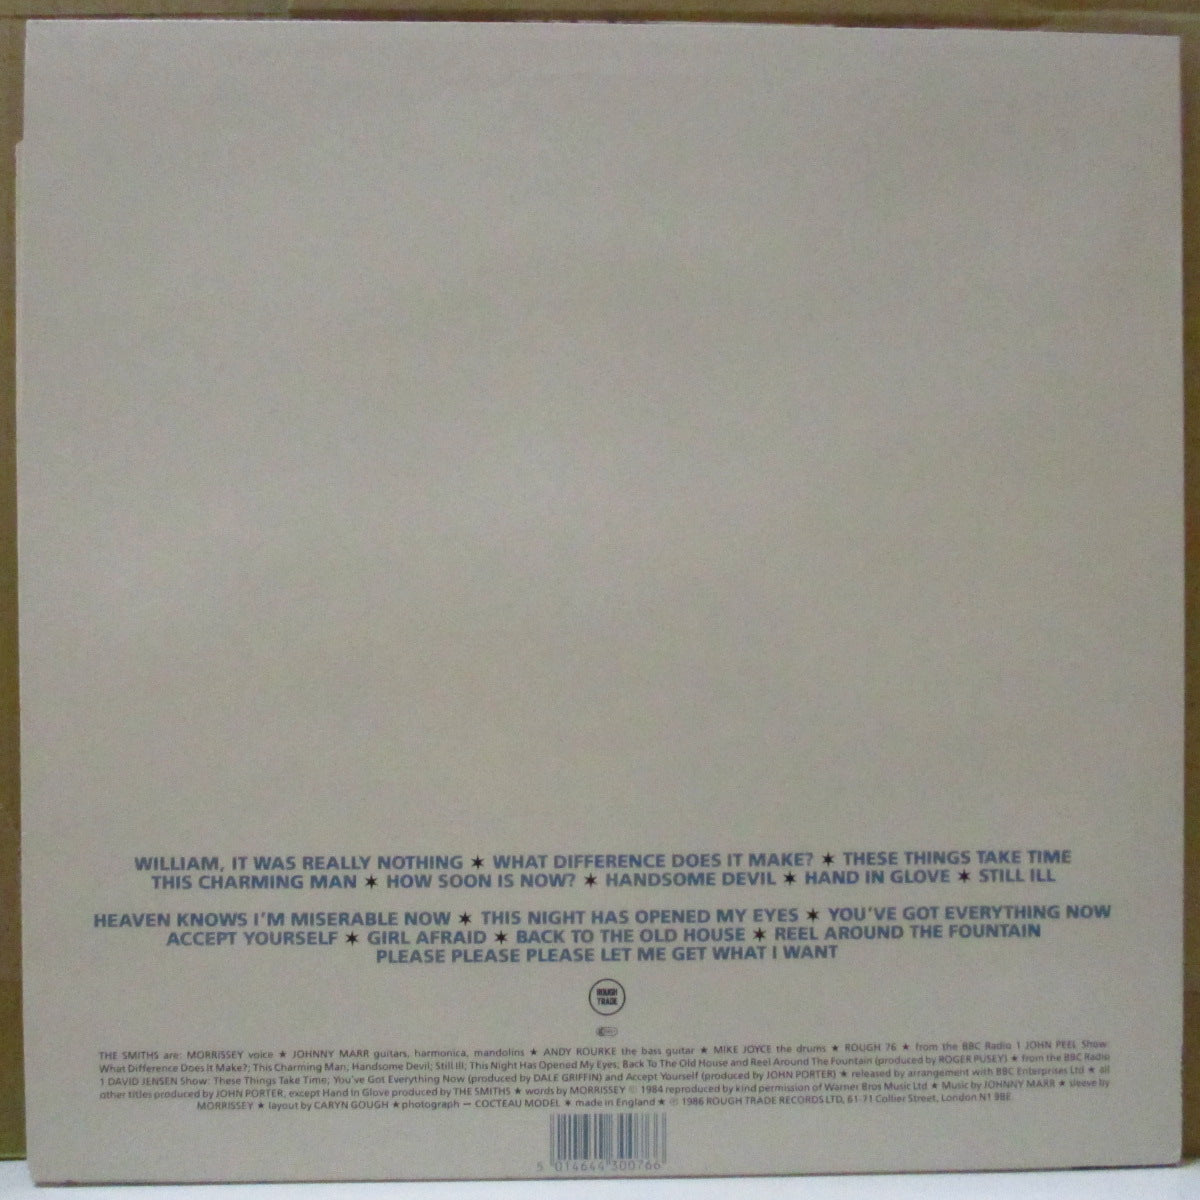 WILLIAM, IT WAS REALLY NOTHING ★ WHAT DIFFERENCE DOES IT MAKE? ★ THESE THINGS TAKE TIME
THIS CHARMING MAN ★ HOW SOON IS NOW? ★ HANDSOME DEVIL ★ HAND IN GLOVE ★ STILL ILL
HEAVEN KNOWS I'M MISERABLE NOW ★ THIS NIGHT HAS OPENED MY EYES ★ YOU'VE GOT EVERYTHING NOW
ACCEPT YOURSELF ★ GIRL AFRAID ★ BACK TO THE OLD HOUSE ★ REEL AROUND THE FOUNTAIN
PLEASE PLEASE PLEASE LET ME GET WHAT I WANT
ROUGH
TRADE
THE SMITHS are: MORRISSEY voice ★ JOHNNY MARR guitars, harmonica, mandolins ★ ANDY ROURKE the bass guitar ★ MIKE JOYCE the drums ★ ROUGH 76 ★ from the BBC Radio 1 JOHN PEEL Show:
What Difference Does It Make?; This Charming Man; Handsome Devil; Still Ill; This Night Has Opened My Eyes, Back To The Old House and Reel Around The Fountain (produced by ROGER PUSEY) ★ from the BBC Radio
1 DAVID JENSEN Show: These Things Take Time; You've Got Everything Now (produced by DALE GRIFFIN) and Accept Yourself (produced by JOHN PORTER) ★ released by arrangement with BBC Enterprises Ltd ★ all
other titles produced by JOHN PORTER, except Hand in Glove produced by THE SMITHS ★ words by MORRISSEY © 1984 reproduced by kind permission of Warner Bros Music Ltd ★ Music by JOHNNY MARR ★ sleeve by
MORRISSEY ★ layout by CARYN GOUGH ★ photograph — COCTEAU MODEL ★ made in England ★ ℗ 1986 ROUGH TRADE RECORDS LTD, 61-71 Collier Street, London N1 9BE
5 014644 300766